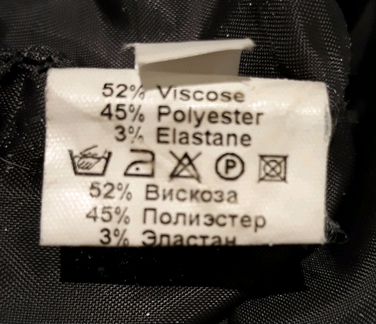 52% Viscose
45% Polyester
3% Elastane
P
52% Вискоза
45% Полиэстер
3% Эластан